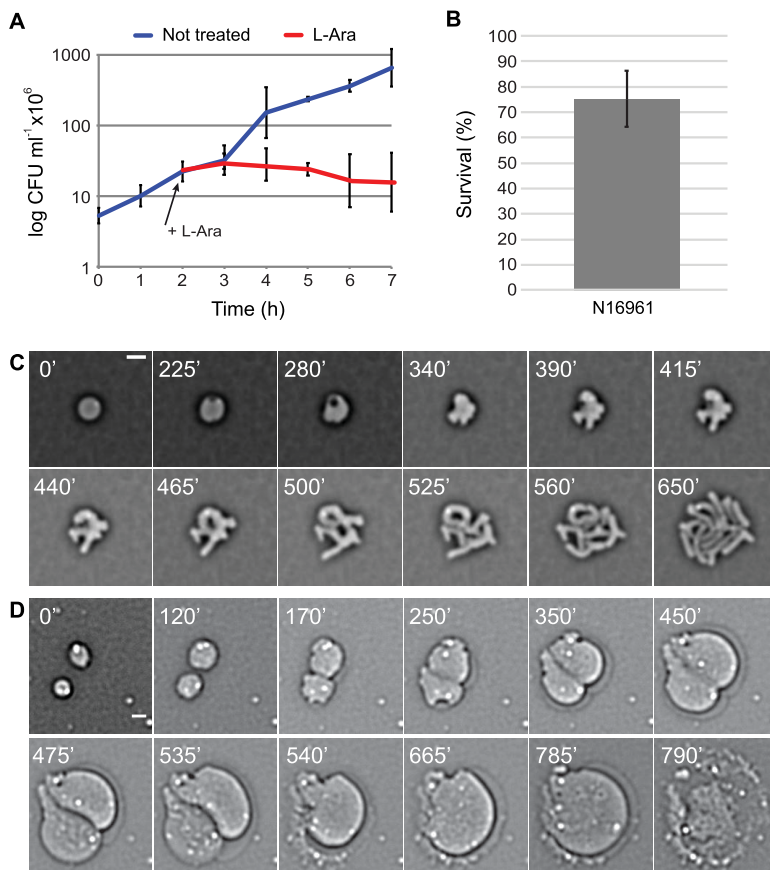 A
Not treated
L-Ara
log CFU ml⁻¹ x10⁶
1000
100
10
1
+ L-Ara
0 1 2 3 4 5 6 7
Time (h)
B
Survival (%)
100
90
80
70
60
50
40
30
20
10
0
N16961
C
0’ 225’ 280’ 340’ 390’ 415’
440’ 465’ 500’ 525’ 560’ 650’
D
0’ 120’ 170’ 250’ 350’ 450’
475’ 535’ 540’ 665’ 785’ 790’